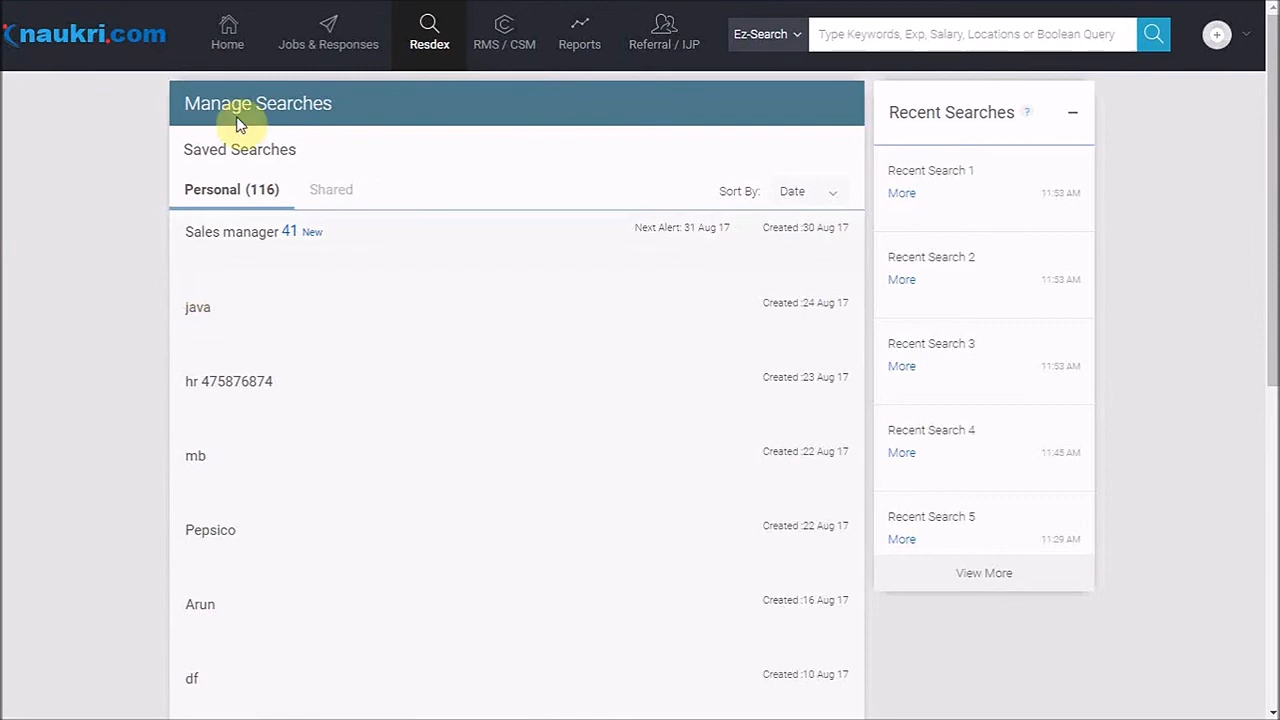 naukri.com
Home
Jobs & Responses
Resdex
RMS / CSM
Reports
Referral / IJP
Ez-Search
Type Keywords, Exp, Salary, Locations or Boolean Query
Manage Searches
Saved Searches
Personal (116)
Shared
Sort By: Date
Sales manager 41 New
Next Alert: 31 Aug 17
Created :30 Aug 17
java
Created :24 Aug 17
hr 475876874
Created :23 Aug 17
mb
Created :22 Aug 17
Pepsico
Created :22 Aug 17
Arun
Created :16 Aug 17
df
Created :10 Aug 17
Recent Searches ?
Recent Search 1
More 11:53 AM
Recent Search 2
More 11:53 AM
Recent Search 3
More 11:53 AM
Recent Search 4
More 11:45 AM
Recent Search 5
More 11:29 AM
View More